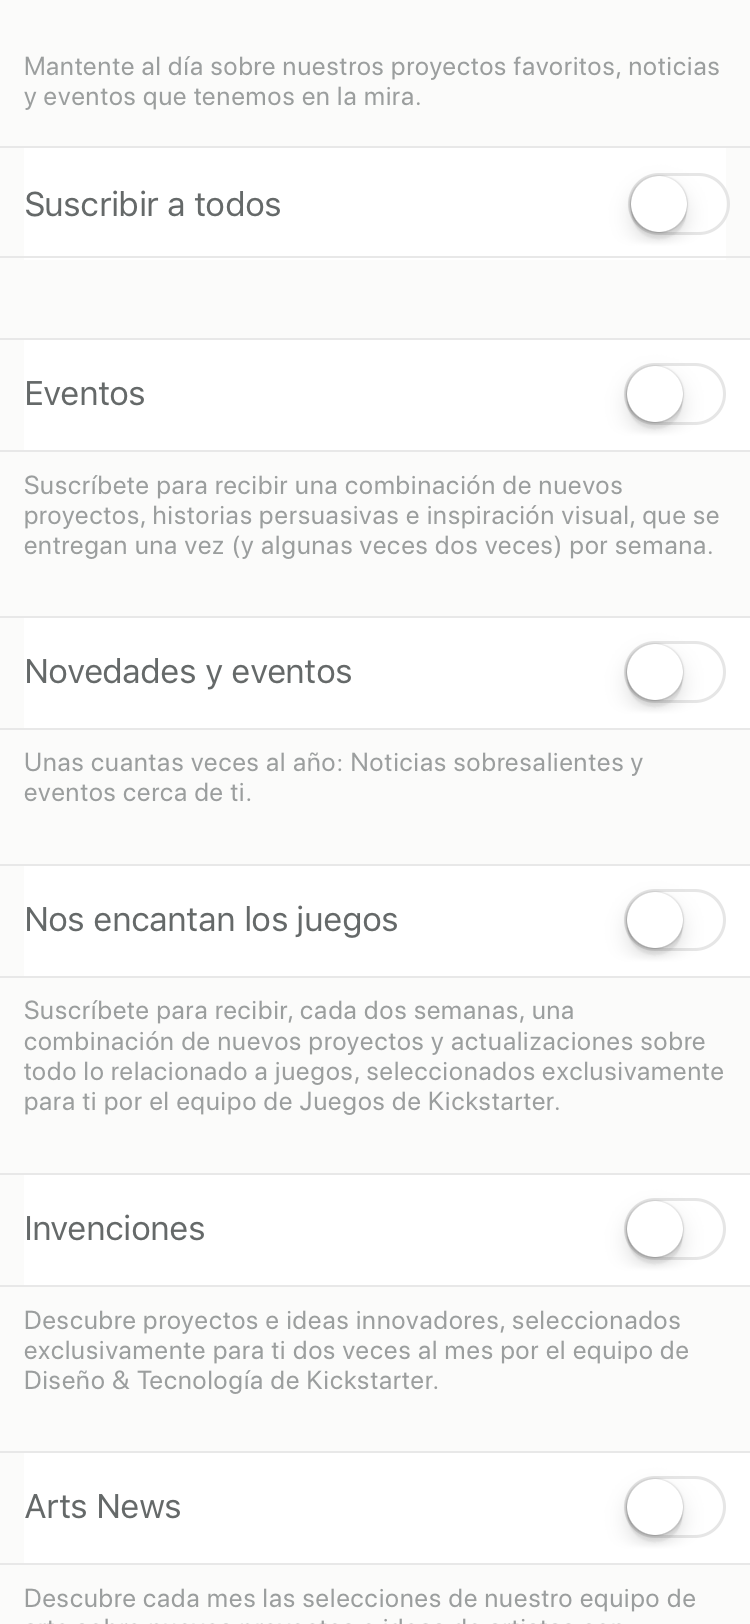 Mantente al día sobre nuestros proyectos favoritos, noticias
y eventos que tenemos en la mira.
Suscribir a todos
Eventos
Suscríbete para recibir una combinación de nuevos
proyectos, historias persuasivas e inspiración visual, que se
entregan una vez (y algunas veces dos veces) por semana.
Novedades y eventos
Unas cuantas veces al año: Noticias sobresalientes y
eventos cerca de ti.
Nos encantan los juegos
Suscríbete para recibir, cada dos semanas, una
combinación de nuevos proyectos y actualizaciones sobre
todo lo relacionado a juegos, seleccionados exclusivamente
para ti por el equipo de Juegos de Kickstarter.
Invenciones
Descubre proyectos e ideas innovadores, seleccionados
exclusivamente para ti dos veces al mes por el equipo de
Diseño & Tecnología de Kickstarter.
Arts News
Descubre cada mes las selecciones de nuestro equipo de